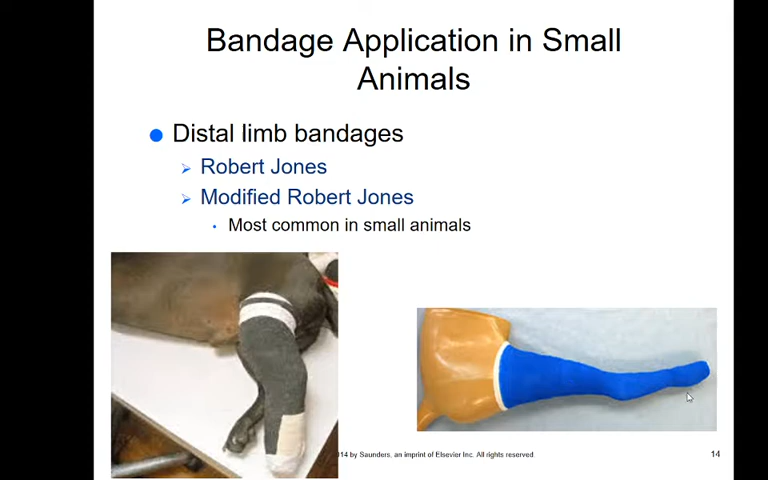 Bandage Application in Small
Animals
Distal limb bandages
Robert Jones
Modified Robert Jones
Most common in small animals
14 by Saunders, an imprint of Elsevier Inc. All rights reserved
14